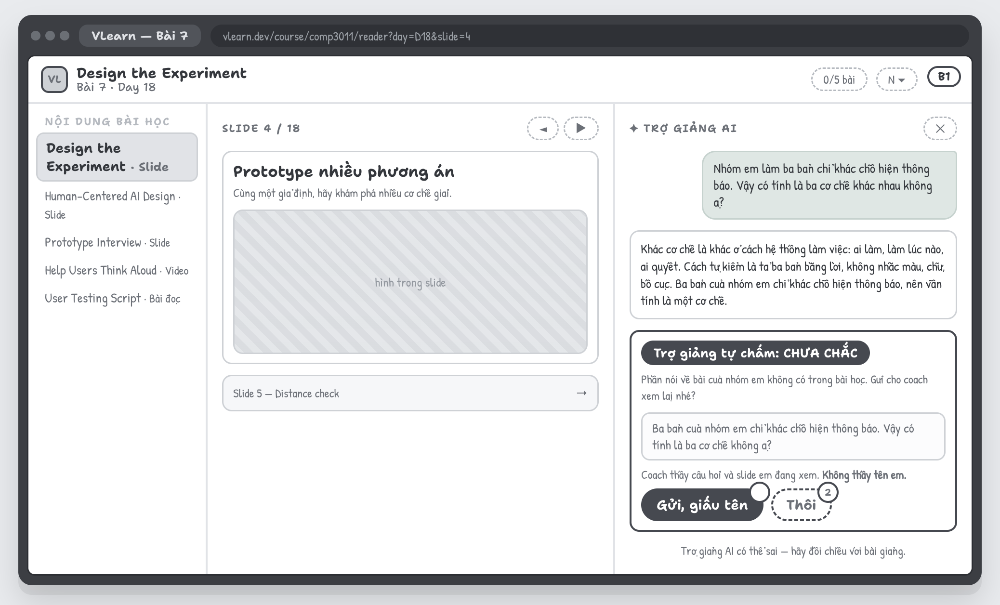 VLearn — Bài 7
vlearn.dev/course/comp3011/reader?day=D18&slide=4
VL
Design the Experiment
Bài 7 · Day 18
0/5 bài
N
B1
NỘI DUNG BÀI HỌC
Design the
Experiment · Slide
Human-Centered AI Design ·
Slide
Prototype Interview · Slide
Help Users Think Aloud · Video
User Testing Script · Bài đọc
SLIDE 4 / 18
Prototype nhiều phương án
Cùng một giả định, hãy khám phá nhiều cơ chế giải.
hình trong slide
Slide 5 — Distance check →
✦ TRỢ GIẢNG AI
Nhóm em làm ba bản chỉ khác chỗ hiện thông
báo. Vậy có tính là ba cơ chế khác nhau không
ạ?
Khác cơ chế là khác ở cách hệ thống làm việc: ai làm, làm lúc nào,
ai quyết. Cách tự kiểm là tả ba bản bằng lời, không nhắc màu, chữ,
bố cục. Ba bản của nhóm em chỉ khác chỗ hiện thông báo, nên vẫn
tính là một cơ chế.
Trợ giảng tự chấm: CHƯA CHẮC
Phần nói về bài của nhóm em không có trong bài học. Gửi cho coach
xem lại nhé?
Ba bản của nhóm em chỉ khác chỗ hiện thông báo. Vậy có
tính là ba cơ chế không ạ?
Coach thấy câu hỏi và slide em đang xem. Không thấy tên em.
Gửi, giấu tên
Thôi
2
Trợ giảng AI có thể sai — hãy đối chiếu với bài giảng.